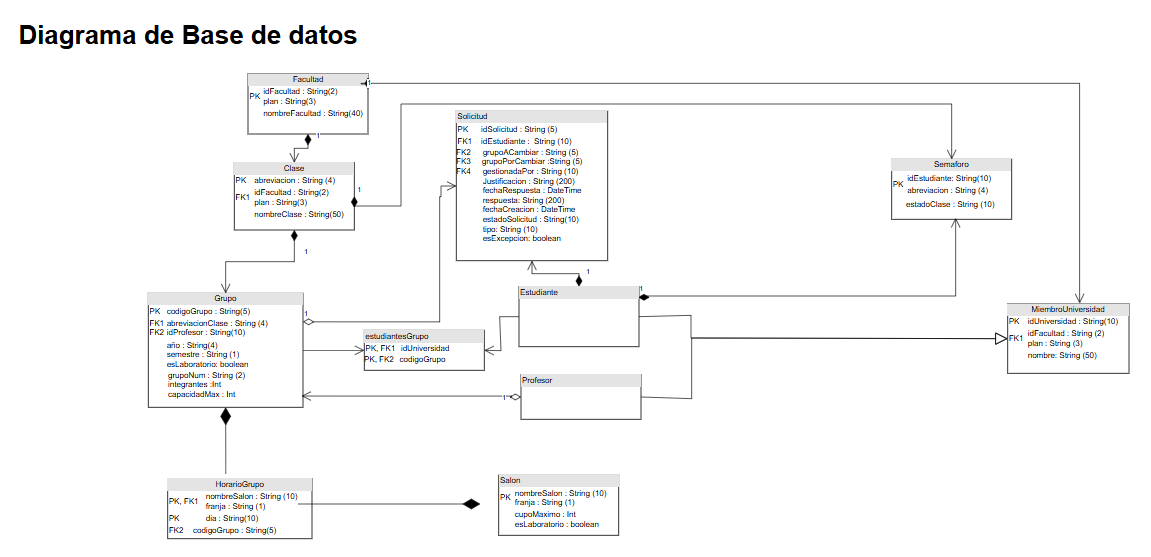 Diagrama de Base de datos
Facultad
PK
idFacultad : String(2)
plan : String(3)
nombreFacultad : String(40)
1
1
Clase
PK abreviacion : String (4)
FK1
idFacultad : String(2)
plan : String(3)
nombreClase : String(50)
1
1
Solicitud
PK idSolicitud : String (5)
FK1 idEstudiante : String (10)
FK2 grupoACambiar : String (5)
FK3 grupoPorCambiar :String (5)
FK4 gestionadaPor : String (10)
Justificacion : String (200)
fechaRespuesta : DateTime
respuesta: String (200)
fechaCreacion : DateTime
estadoSolicitud : String(10)
tipo: String (10)
esExcepcion: boolean
Semaforo
PK
idEstudiante: String(10)
abreviacion : String (4)
estadoClase : String (10)
Grupo
PK codigoGrupo : String(5)
FK1 abreviacionClase : String (4)
FK2 idProfesor : String(10)
año : String(4)
semestre : String (1)
esLaboratorio: boolean
grupoNum : String (2)
integrantes :Int
capacidadMax : Int
1
estudiantesGrupo
PK, FK1 idUniversidad
PK, FK2 codigoGrupo
1
Estudiante
1
Profesor
1
MiembroUniversidad
PK idUniversidad : String(10)
FK1
idFacultad : String (2)
plan : String (3)
nombre: String (50)
HorarioGrupo
PK, FK1
nombreSalon : String (10)
franja : String (1)
PK dia : String(10)
FK2 codigoGrupo : String(5)
Salon
PK
nombreSalon : String (10)
franja : String (1)
cupoMaximo : Int
esLaboratorio : boolean